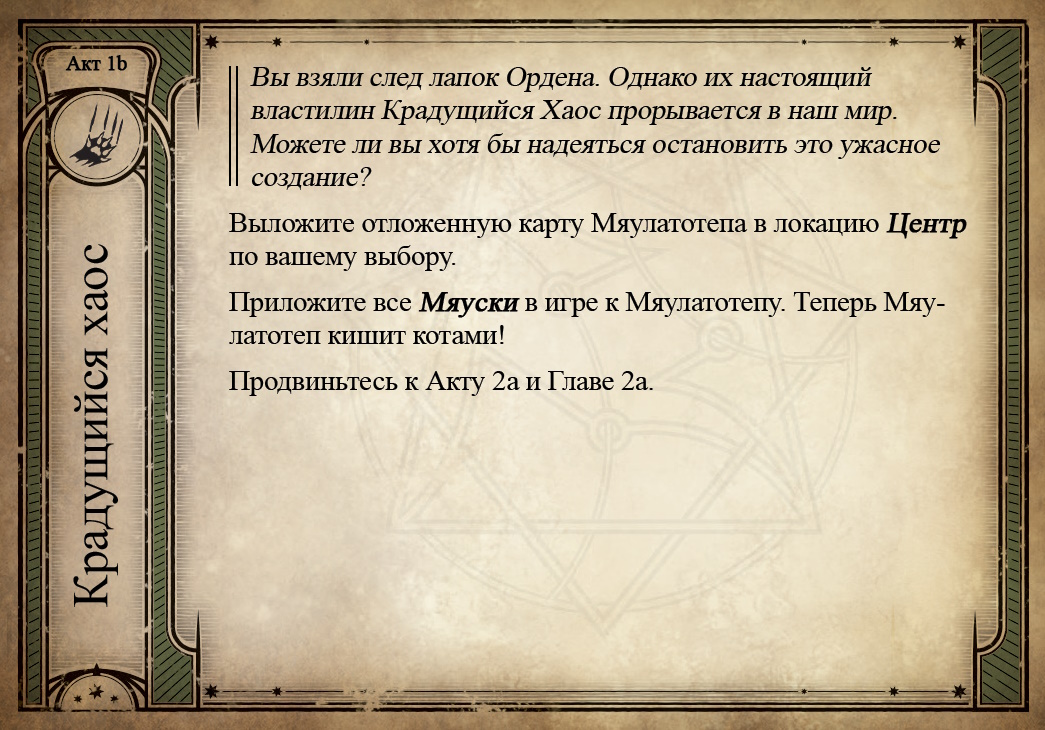 Акт 1b
Крадущийся хаос
Вы взяли след лапок Ордена. Однако их настоящий
властилин Крадущийся Хаос прорывается в наш мир.
Можете ли вы хотя бы надеяться остановить это ужасное
создание?
Выложите отложенную карту Мяулатотепа в локацию Центр
по вашему выбору.
Приложите все Мяуски в игре к Мяулатотепу. Теперь Мяу-
латотеп кишит котами!
Продвиньтесь к Акту 2а и Главе 2а.